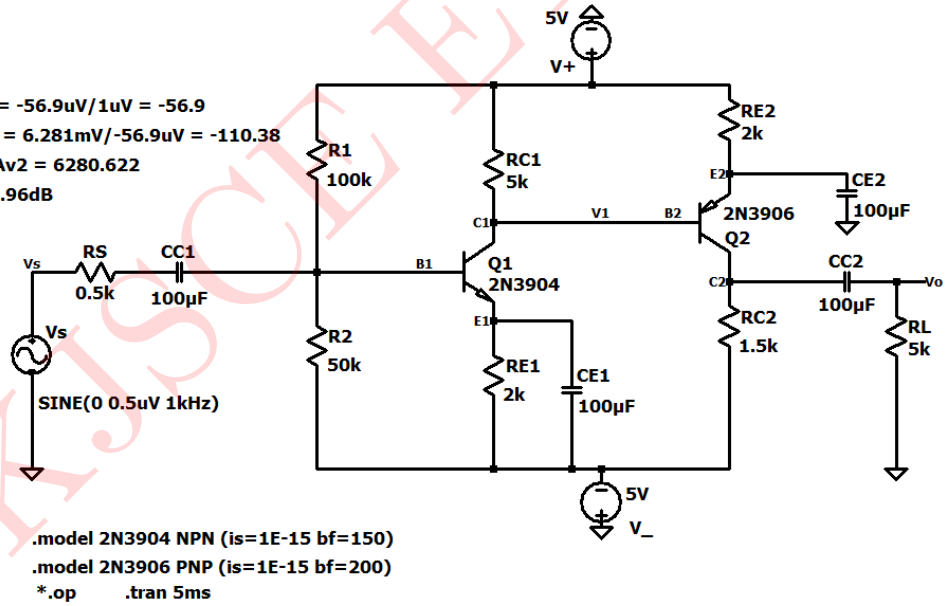 5V
V+
= -56.9uV/1uV = -56.9
= 6.281mV/-56.9uV = -110.38
Av2 = 6280.622
.96dB
R1
100k
RC1
5k
RE2
2k
E2
CE2
100µF
C1
V1
B2
2N3906
Q2
Vs
RS
0.5k
CC1
100µF
B1
Q1
2N3904
C2
CC2
100µF
Vo
Vs
SINE(0 0.5uV 1kHz)
R2
50k
E1
RE1
2k
CE1
100µF
RC2
1.5k
RL
5k
5V
V_
.model 2N3904 NPN (is=1E-15 bf=150)
.model 2N3906 PNP (is=1E-15 bf=200)
*.op .tran 5ms
KJSCE